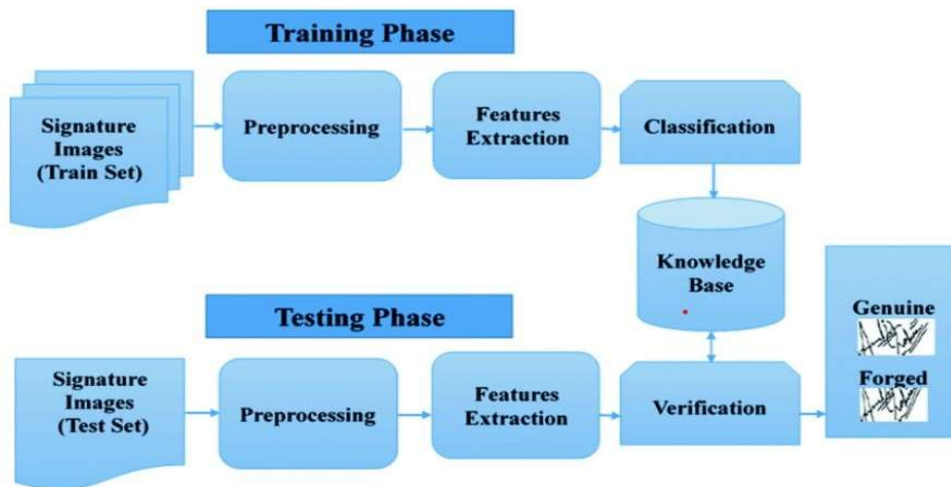 Training Phase
Signature
Images
(Train Set)
Preprocessing
Features
Extraction
Classification
Knowledge
Base
Testing Phase
Signature
Images
(Test Set)
Preprocessing
Features
Extraction
Verification
Genuine
Forged